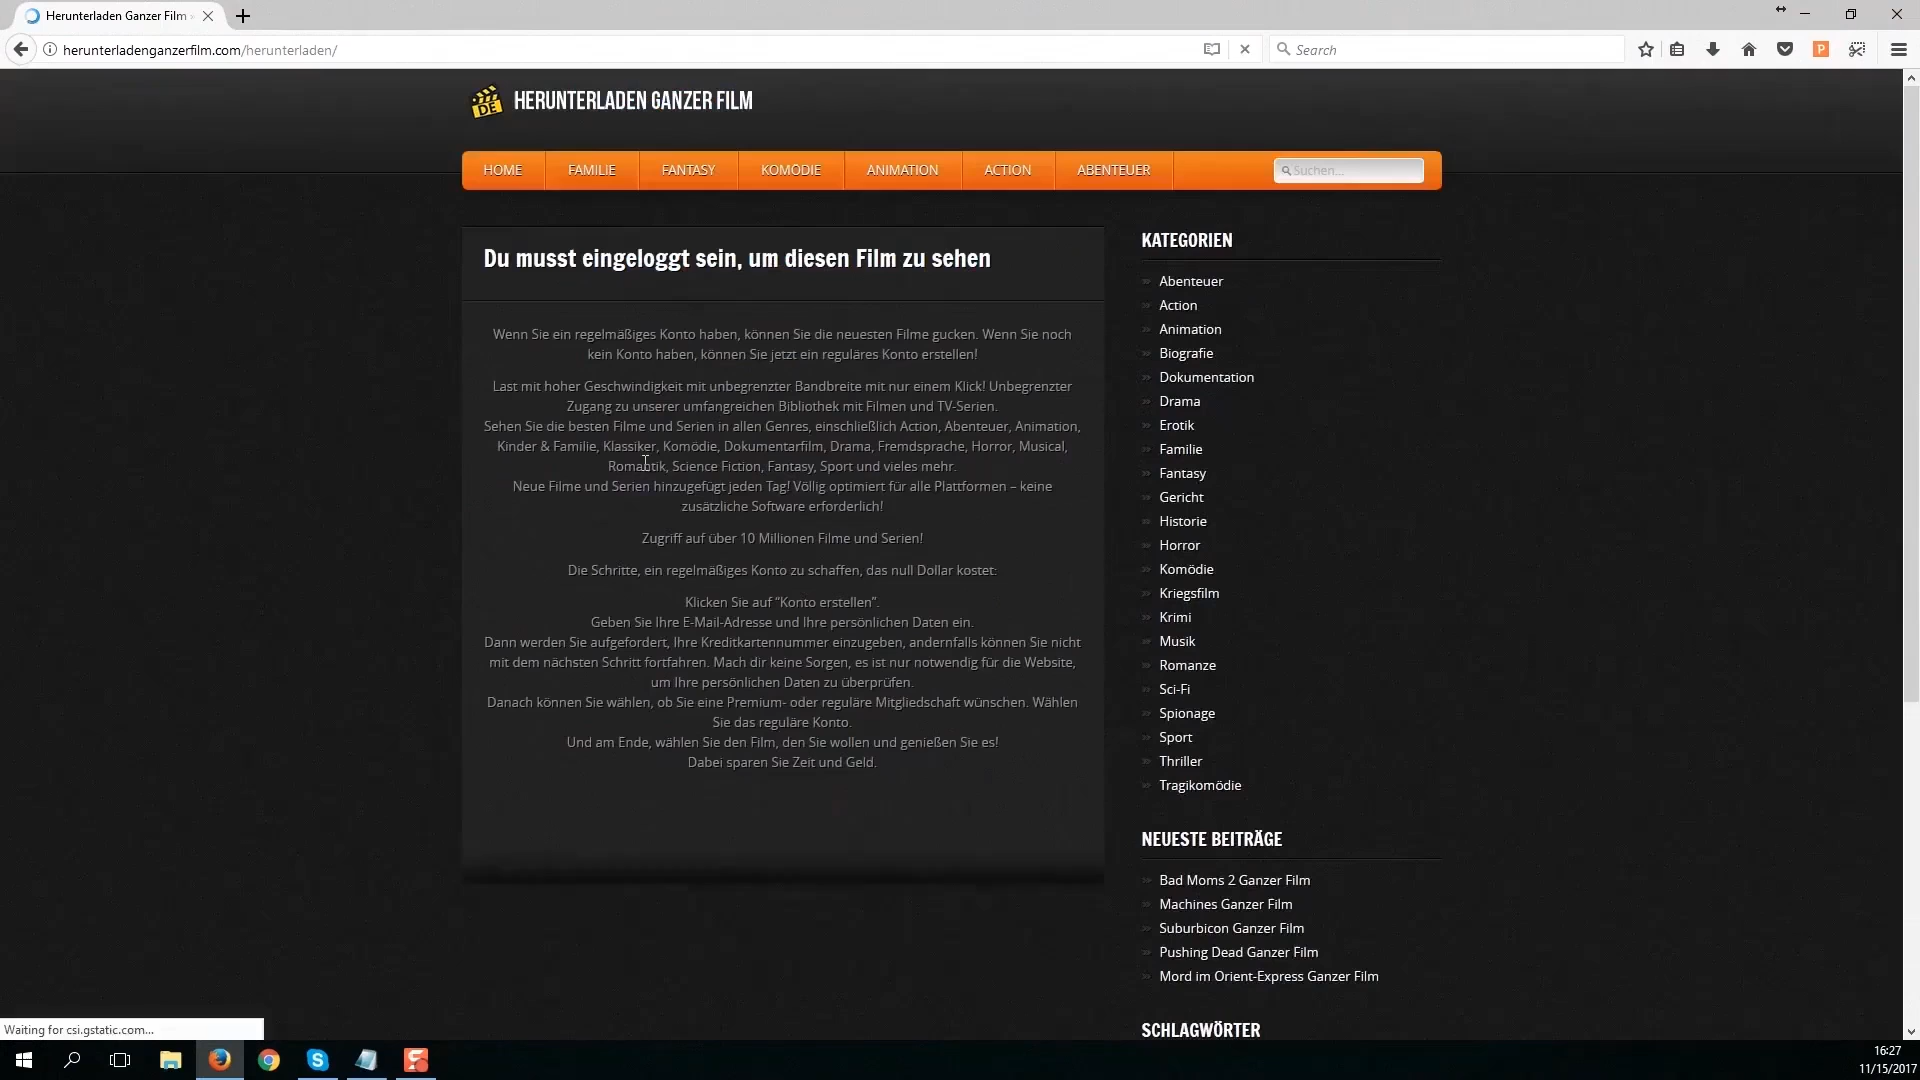 Herunterladen Ganzer Film
herunterladenganzerfilm.com/herunterladen/
Search
DE
HERUNTERLADEN GANZER FILM
HOME
FAMILIE
FANTASY
KOMÖDIE
ANIMATION
ACTION
ABENTEUER
Suchen...
Du musst eingeloggt sein, um diesen Film zu sehen
Wenn Sie ein regelmäßiges Konto haben, können Sie die neuesten Filme gucken. Wenn Sie noch
kein Konto haben, können Sie jetzt ein reguläres Konto erstellen!
Last mit hoher Geschwindigkeit mit unbegrenzter Bandbreite mit nur einem Klick! Unbegrenzter
Zugang zu unserer umfangreichen Bibliothek mit Filmen und TV-Serien.
Sehen Sie die besten Filme und Serien in allen Genres, einschließlich Action, Abenteuer, Animation,
Kinder & Familie, Klassiker, Komödie, Dokumentarfilm, Drama, Fremdsprache, Horror, Musical,
Romantik, Science Fiction, Fantasy, Sport und vieles mehr.
Neue Filme und Serien hinzugefügt jeden Tag! Völlig optimiert für alle Plattformen – keine
zusätzliche Software erforderlich!
Zugriff auf über 10 Millionen Filme und Serien!
Die Schritte, ein regelmäßiges Konto zu schaffen, das null Dollar kostet:
Klicken Sie auf “Konto erstellen”.
Geben Sie Ihre E-Mail-Adresse und Ihre persönlichen Daten ein.
Dann werden Sie aufgefordert, Ihre Kreditkartennummer einzugeben, andernfalls können Sie nicht
mit dem nächsten Schritt fortfahren. Mach dir keine Sorgen, es ist nur notwendig für die Website,
um Ihre persönlichen Daten zu überprüfen.
Danach können Sie wählen, ob Sie eine Premium- oder reguläre Mitgliedschaft wünschen. Wählen
Sie das reguläre Konto.
Und am Ende, wählen Sie den Film, den Sie wollen und genießen Sie es!
Dabei sparen Sie Zeit und Geld.
KATEGORIEN
Abenteuer
Action
Animation
Biografie
Dokumentation
Drama
Erotik
Familie
Fantasy
Gericht
Historie
Horror
Komödie
Kriegsfilm
Krimi
Musik
Romanze
Sci-Fi
Spionage
Sport
Thriller
Tragikomödie
NEUESTE BEITRÄGE
Bad Moms 2 Ganzer Film
Machines Ganzer Film
Suburbicon Ganzer Film
Pushing Dead Ganzer Film
Mord im Orient-Express Ganzer Film
SCHLAGWÖRTER
Waiting for csi.gstatic.com...
16:27
11/15/2017